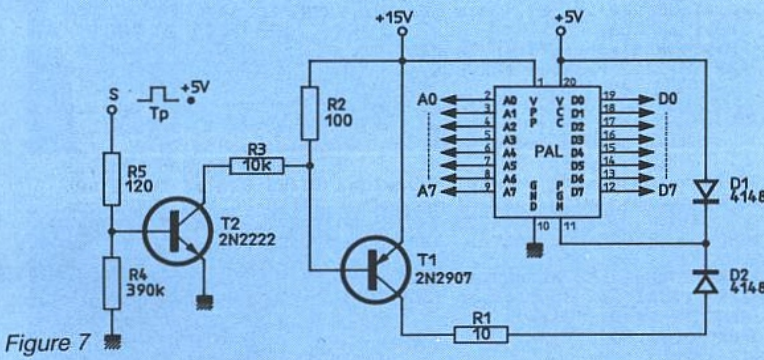 +15V +5V
S +5V
Tp
R2
100
R5
120
R3
10k
T2
2N2222
R4
390k
T1
2N2907
R1
10
A0 2 A0 V P P 1 20 V C C D0 19 D0
3 A1 D1 18
4 A2 D2 17
5 A3 PAL D3 16
6 A4 D4 15
7 A5 D5 14
8 A6 D6 13
A7 9 A7 G N D P G M D7 12 D7
10 11
D1
4148
D2
4148
Figure 7